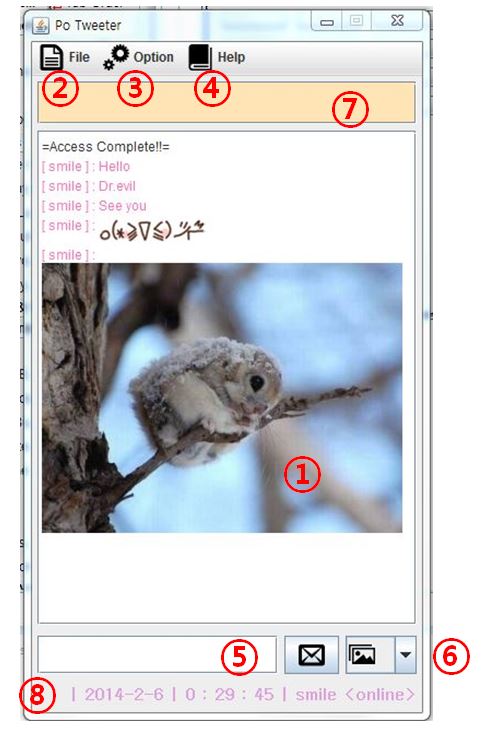 Po Tweeter
File Option Help
② ③ ④
⑦
=Access Complete!!=
[ smile ] : Hello
[ smile ] : Dr.evil
[ smile ] : See you
[ smile ] : o(*≧∇≦)ツ
[ smile ] :
①
⑤ ⑥
⑧ | 2014-2-6 | 0 : 29 : 45 | smile <online>